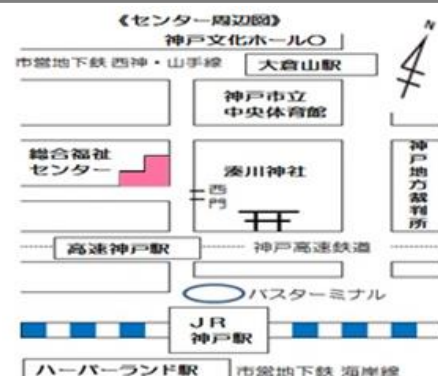 《センター周辺図》
神戸文化ホール〇
N
市営地下鉄 西神・山手線
大倉山駅
神戸市立
中央体育館
総合福祉
センター
湊川神社
西門
神戸地方裁判所
高速神戸駅
神戸高速鉄道
バスターミナル
JR
神戸駅
ハーバーランド駅
市営地下鉄 海岸線